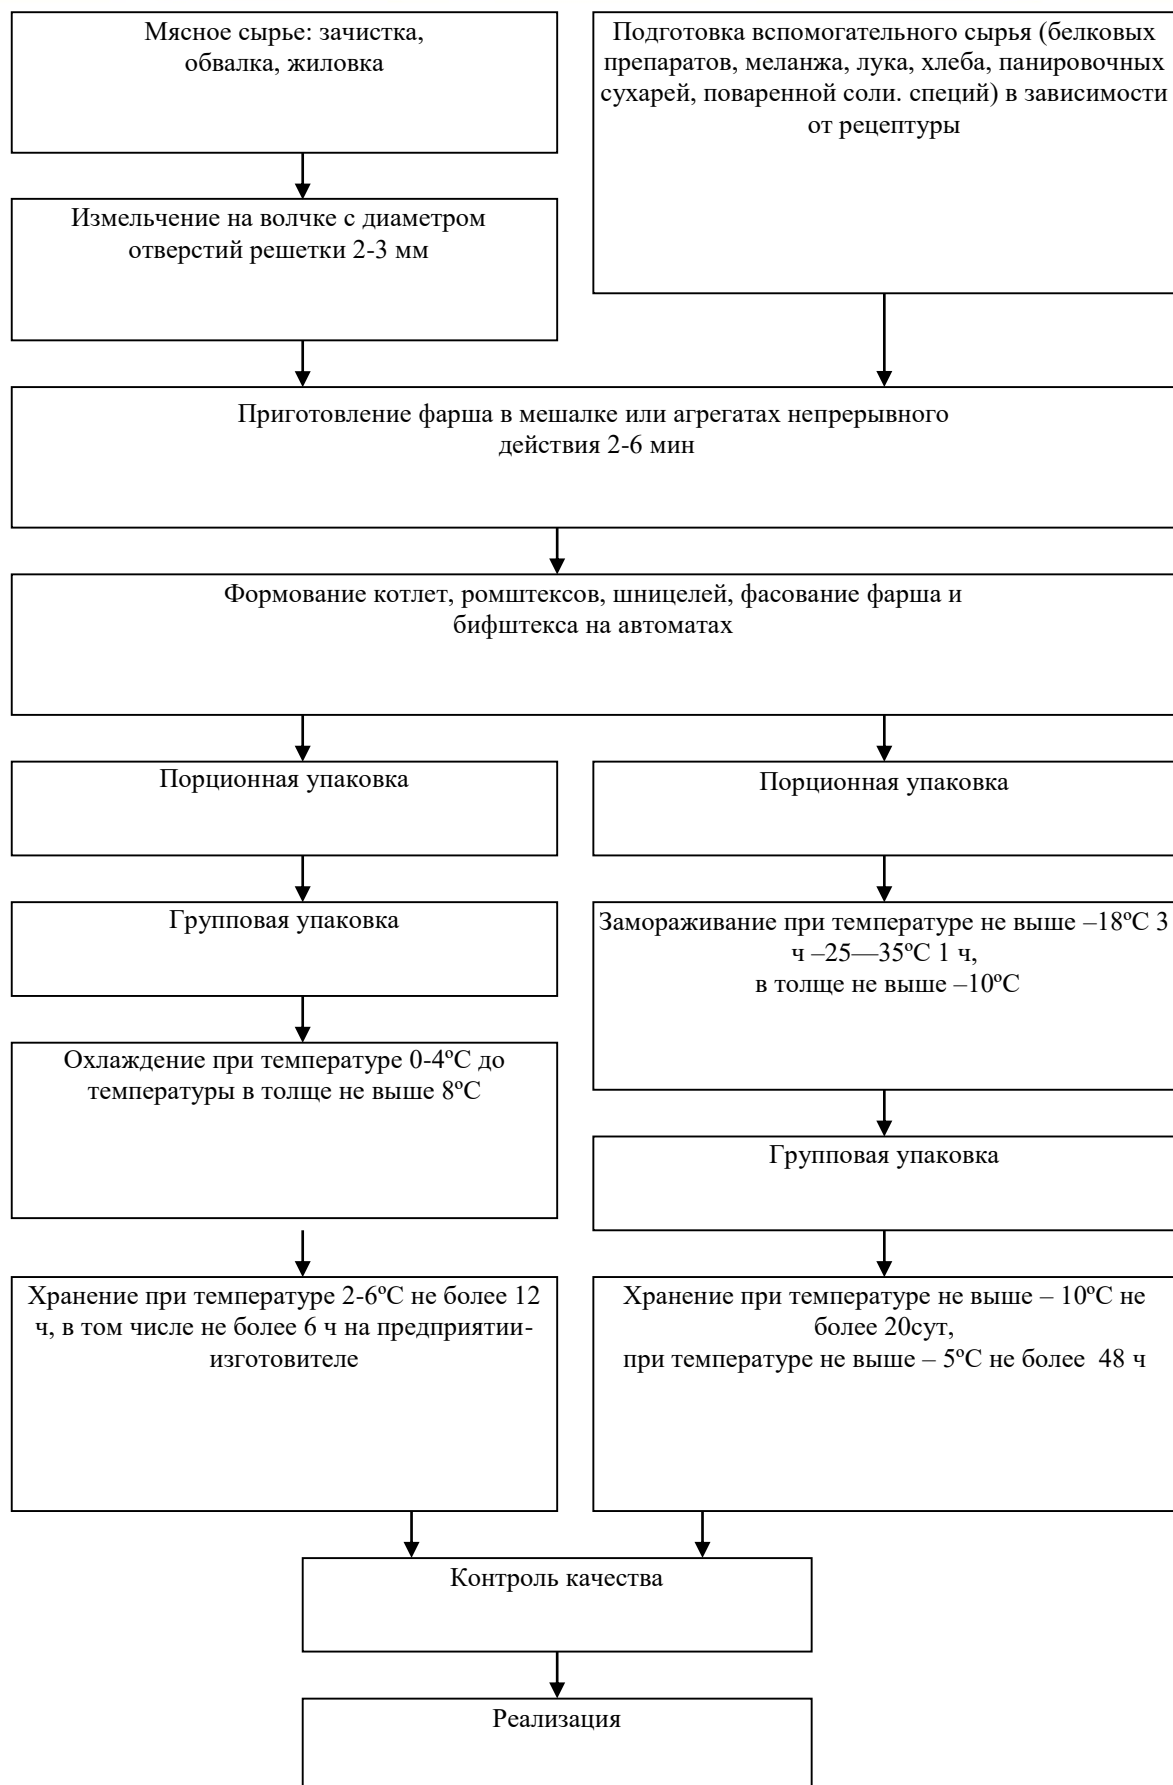 Мясное сырье: зачистка,
обвалка, жиловка
Подготовка вспомогательного сырья (белковых
препаратов, меланжа, лука, хлеба, панировочных
сухарей, поваренной соли. специй) в зависимости
от рецептуры
Измельчение на волчке с диаметром
отверстий решетки 2-3 мм
Приготовление фарша в мешалке или агрегатах непрерывного
действия 2-6 мин
Формование котлет, ромштексов, шницелей, фасование фарша и
бифштекса на автоматах
Порционная упаковка
Порционная упаковка
Групповая упаковка
Замораживание при температуре не выше –18ºС 3
ч –25—35ºС 1 ч,
в толще не выше –10ºС
Охлаждение при температуре 0-4ºС до
температуры в толще не выше 8ºС
Групповая упаковка
Хранение при температуре 2-6ºС не более 12
ч, в том числе не более 6 ч на предприятии-
изготовителе
Хранение при температуре не выше – 10ºС не
более 20сут,
при температуре не выше – 5ºС не более  48 ч
Контроль качества
Реализация